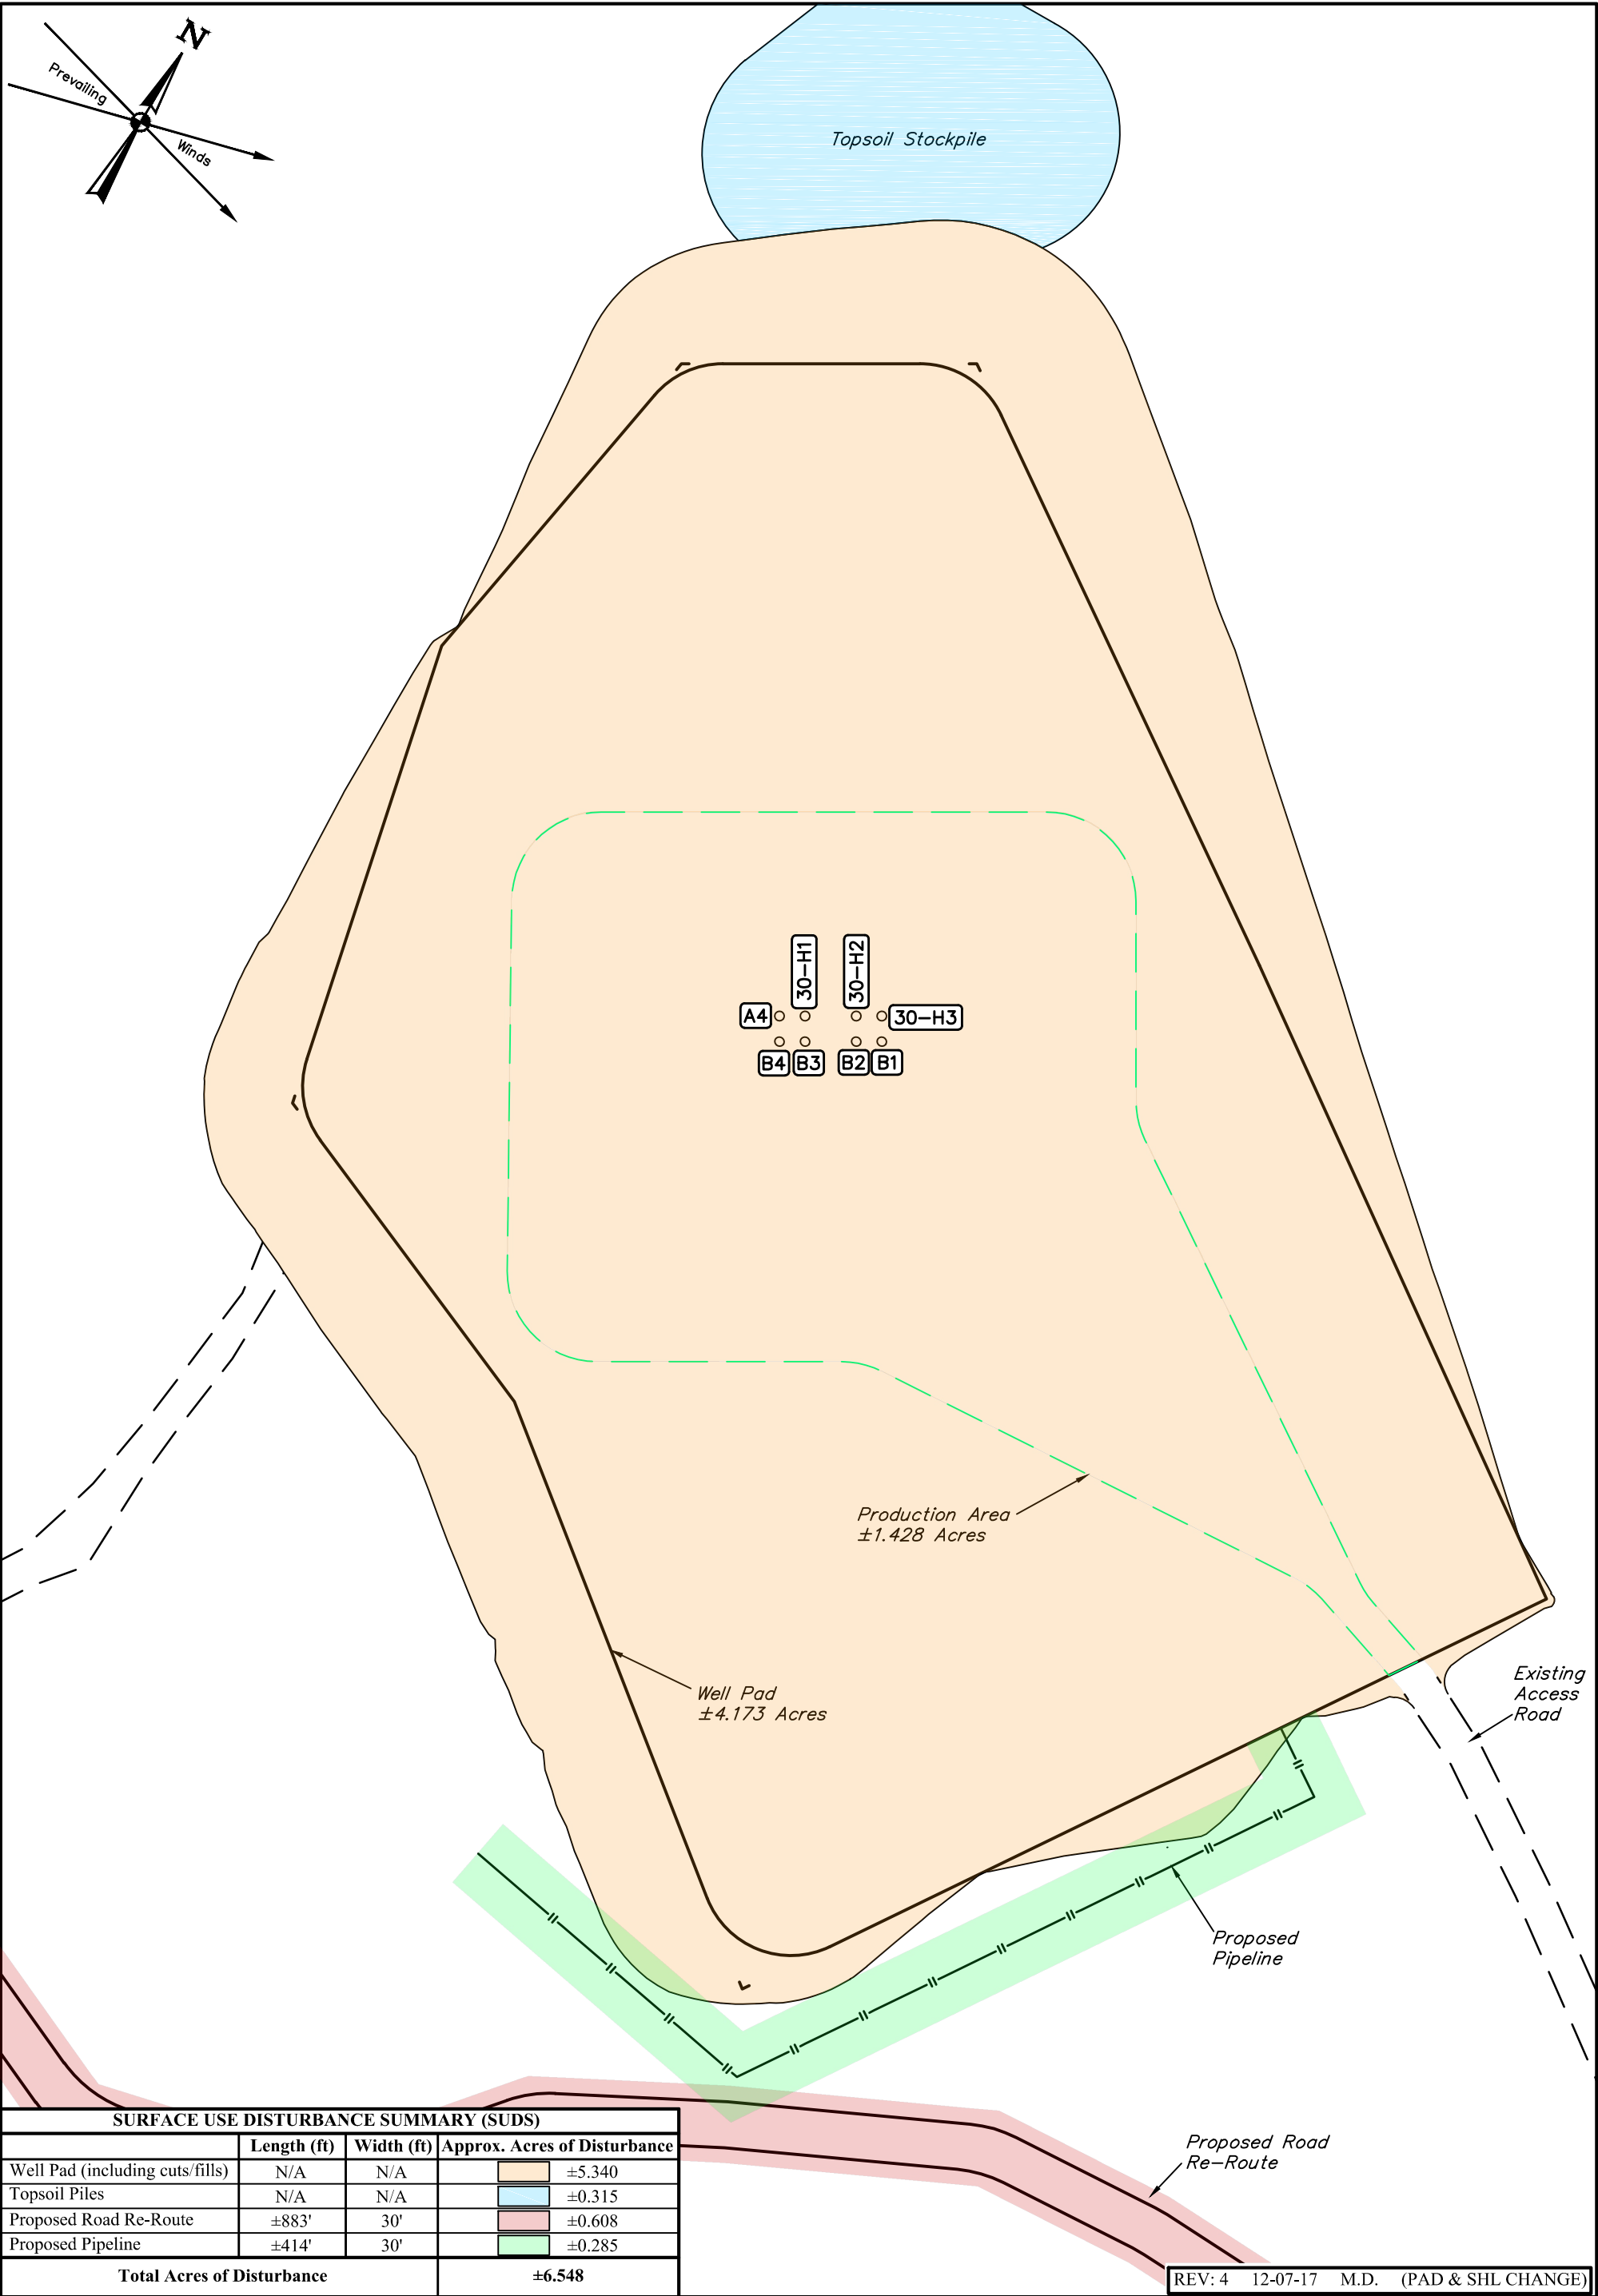 N
Prevailing
Winds
Topsoil Stockpile
30-H1
30-H2
A4
30-H3
B4 B3 B2 B1
Production Area
±1.428 Acres
Well Pad
±4.173 Acres
Existing
Access
Road
Proposed
Pipeline
Proposed Road
Re-Route
SURFACE USE DISTURBANCE SUMMARY (SUDS)
Length (ft) Width (ft) Approx. Acres of Disturbance
Well Pad (including cuts/fills) N/A N/A ±5.340
Topsoil Piles N/A N/A ±0.315
Proposed Road Re-Route ±883' 30' ±0.608
Proposed Pipeline ±414' 30' ±0.285
Total Acres of Disturbance ±6.548
REV: 4 12-07-17 M.D. (PAD & SHL CHANGE)